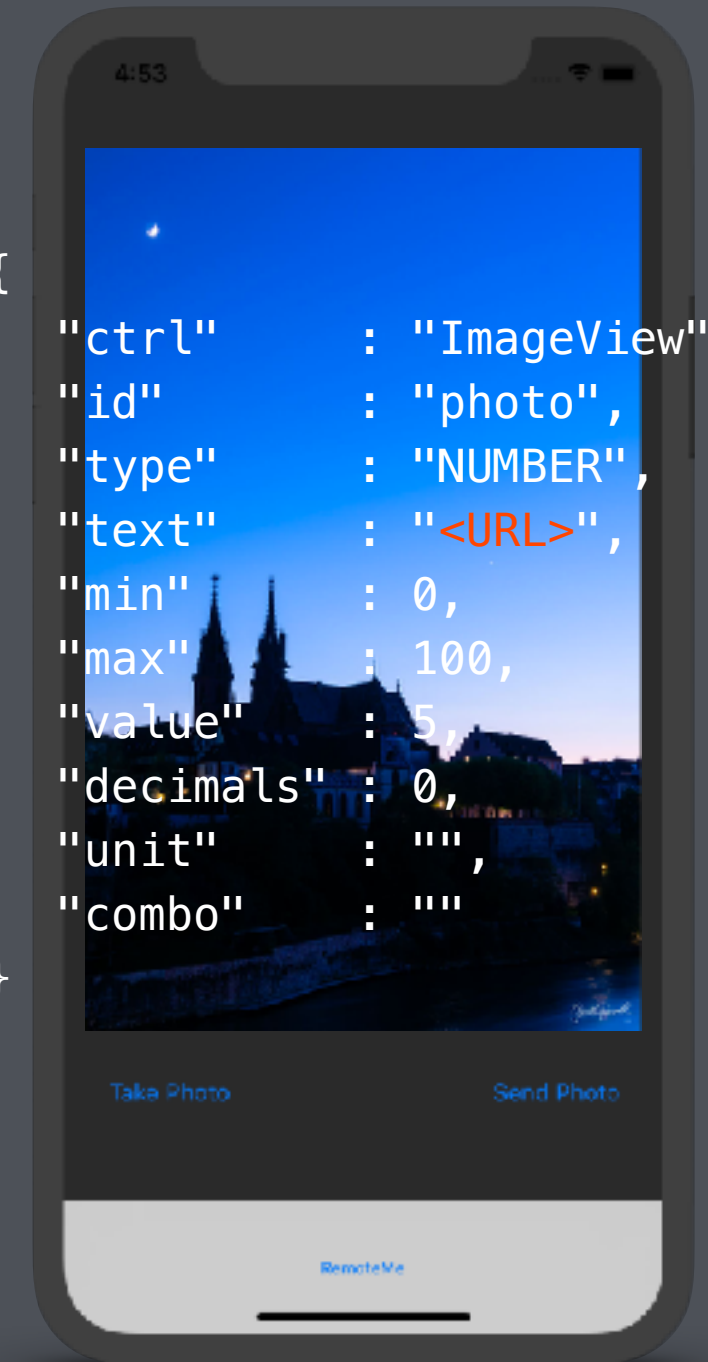 4:53
{
"ctrl" : "ImageView"
"id" : "photo",
"type" : "NUMBER",
"text" : "<URL>",
"min" : 0,
"max" : 100,
"value" : 5,
"decimals" : 0,
"unit" : "",
"combo" : ""
}
Take Photo Send Photo
RemoteMe